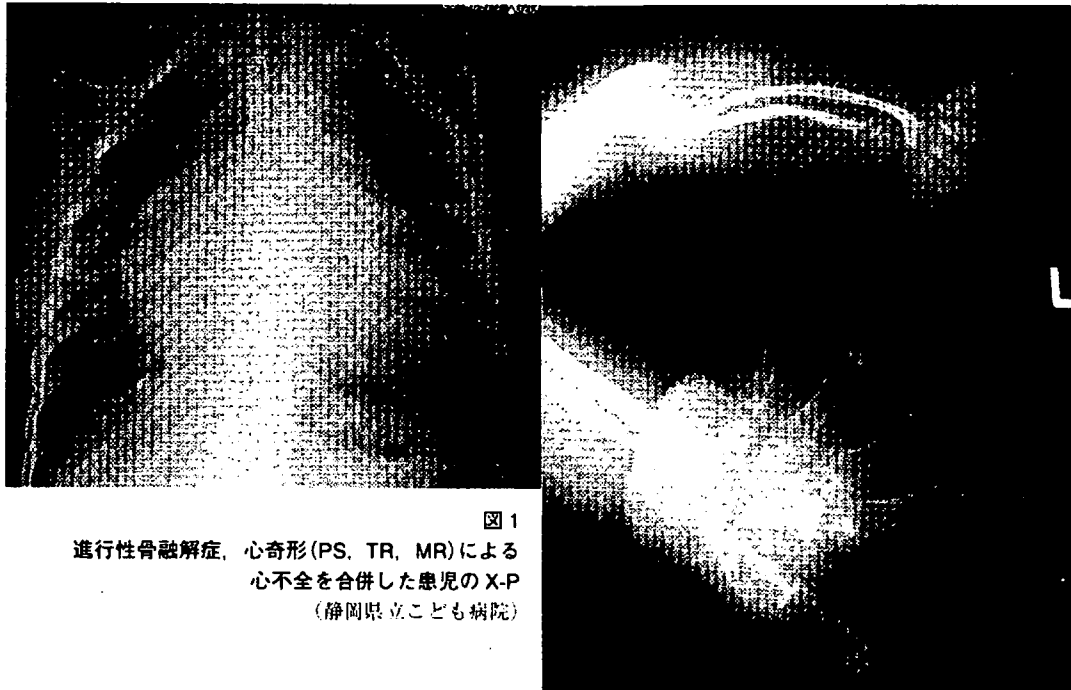 L
図1
進行性骨融解症，心奇形(PS，TR，MR)による
心不全を合併した患児のX-P
(静岡県立こども病院)